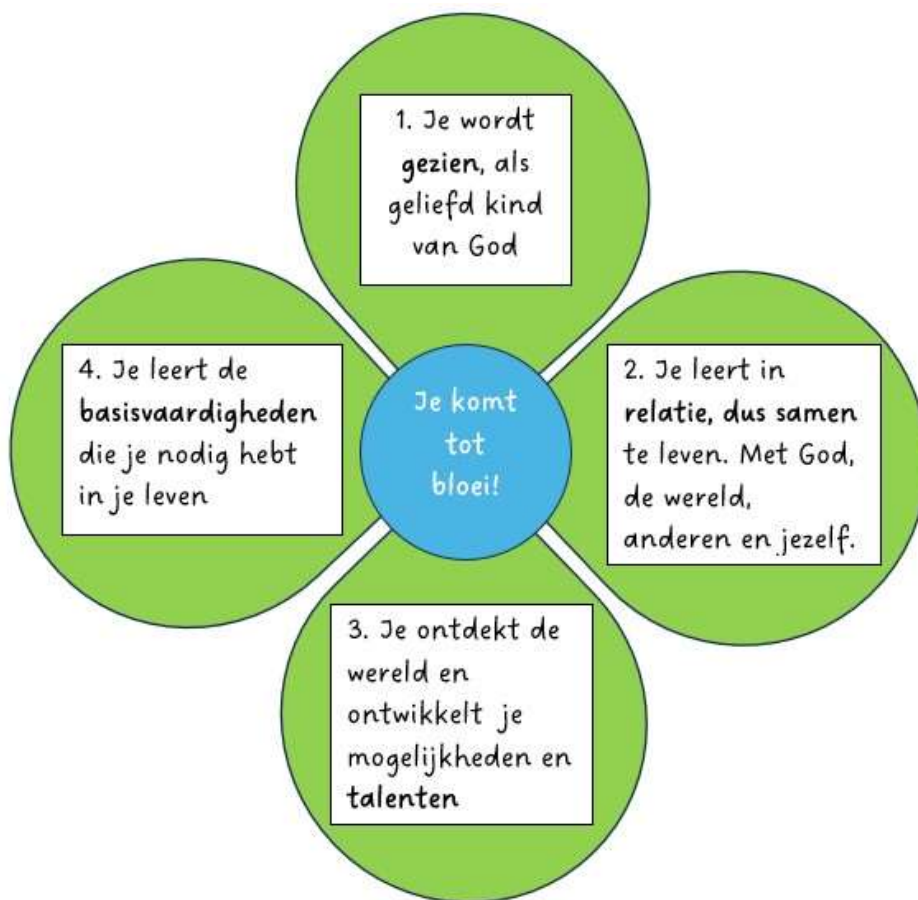 1. Je wordt
gezien, als
geliefd kind
van God
2. Je leert in
relatie, dus samen
te leven. Met God,
de wereld,
anderen en jezelf.
3. Je ontdekt de
wereld en
ontwikkelt je
mogelijkheden en
talenten
4. Je leert de
basisvaardigheden
die je nodig hebt
in je leven
Je komt
tot
bloei!